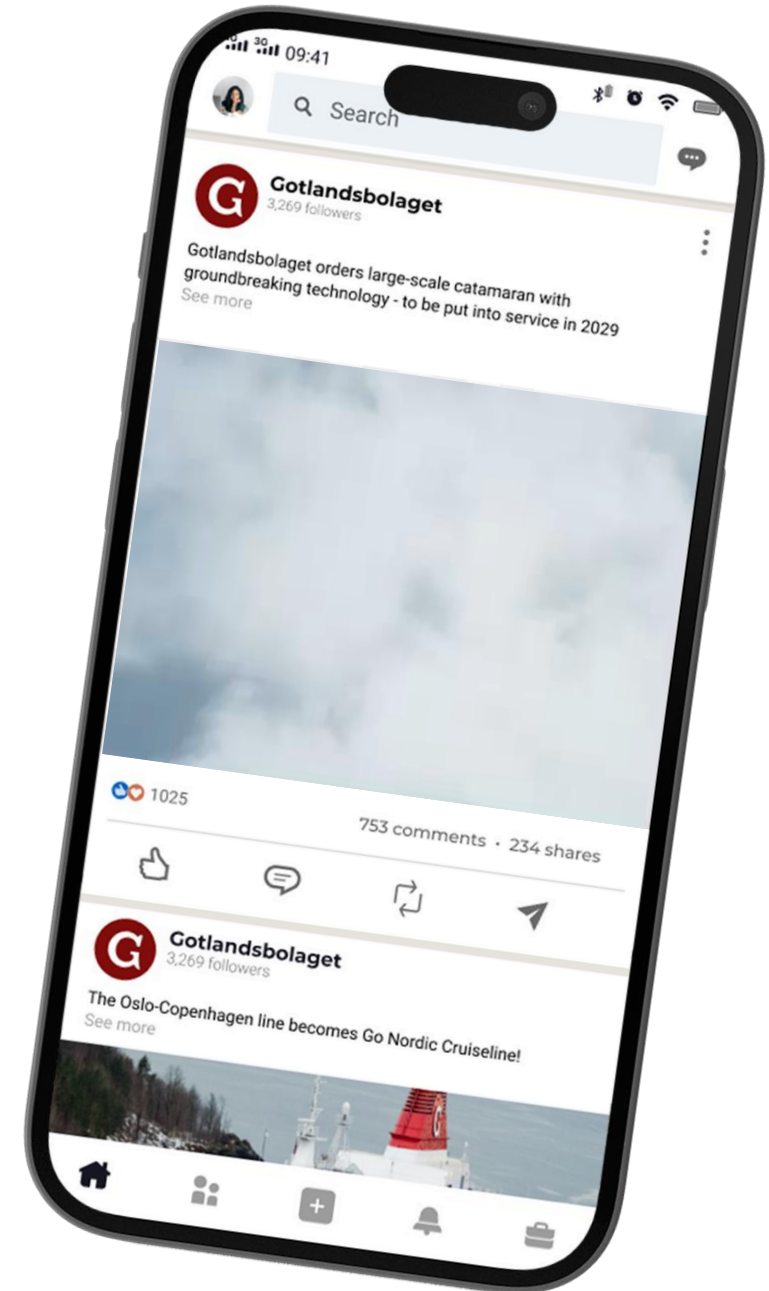 3G 09:41
Search
G Gotlandsbolaget
3,269 followers
Gotlandsbolaget orders large-scale catamaran with
groundbreaking technology - to be put into service in 2029
See more
1025
753 comments · 234 shares
G Gotlandsbolaget
3,269 followers
The Oslo-Copenhagen line becomes Go Nordic Cruiseline!
See more
G